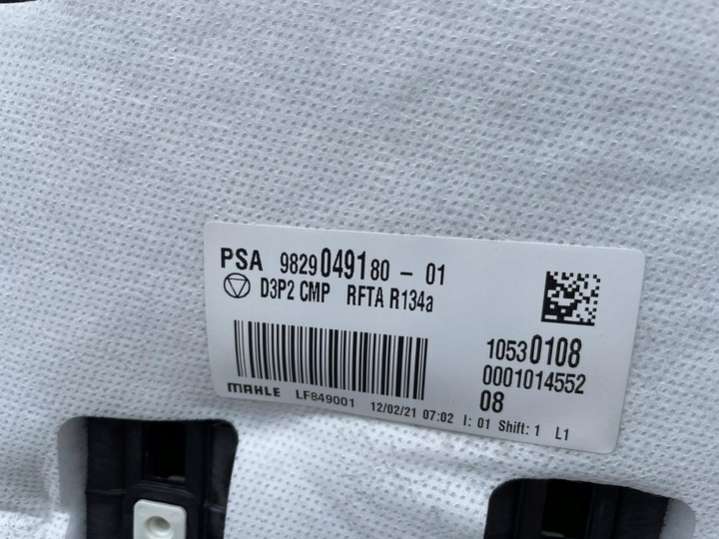 PSA 9829049180 - 01
D3P2 CMP RFTA R134a
10530108
0001014552
08
MAHLE LF849001 12/02/21 07:02 I: 01 Shift: 1 L1